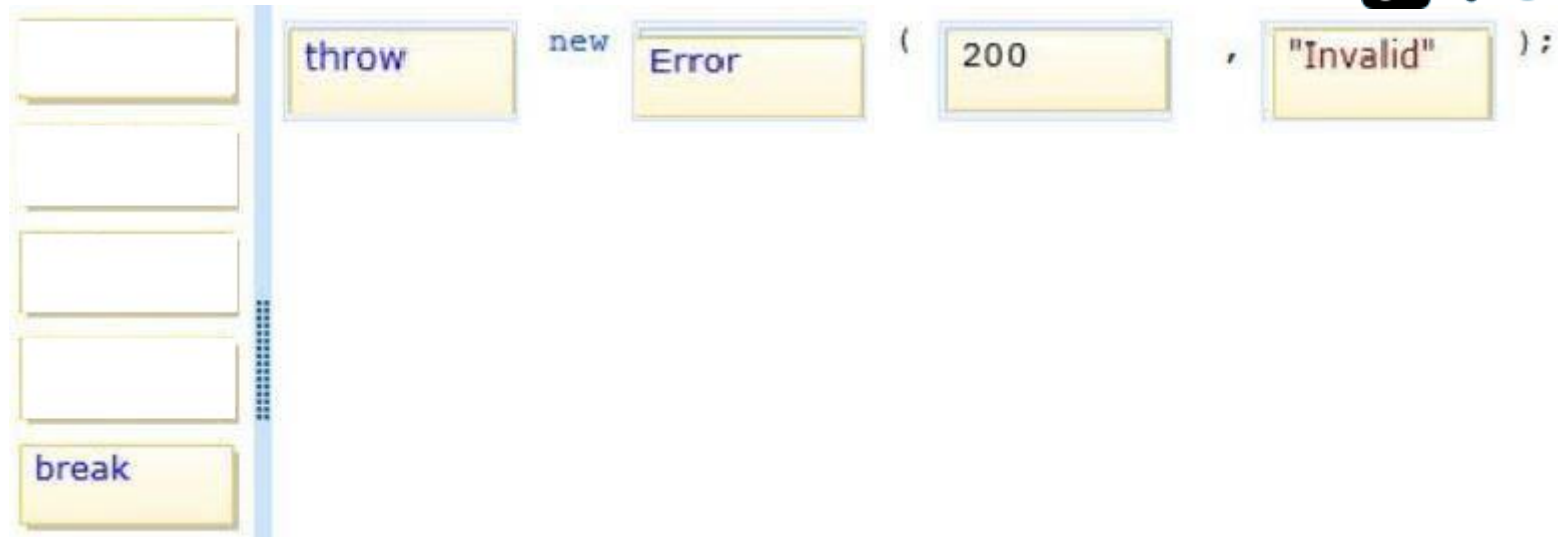 throw new Error ( 200 , "Invalid" );
break